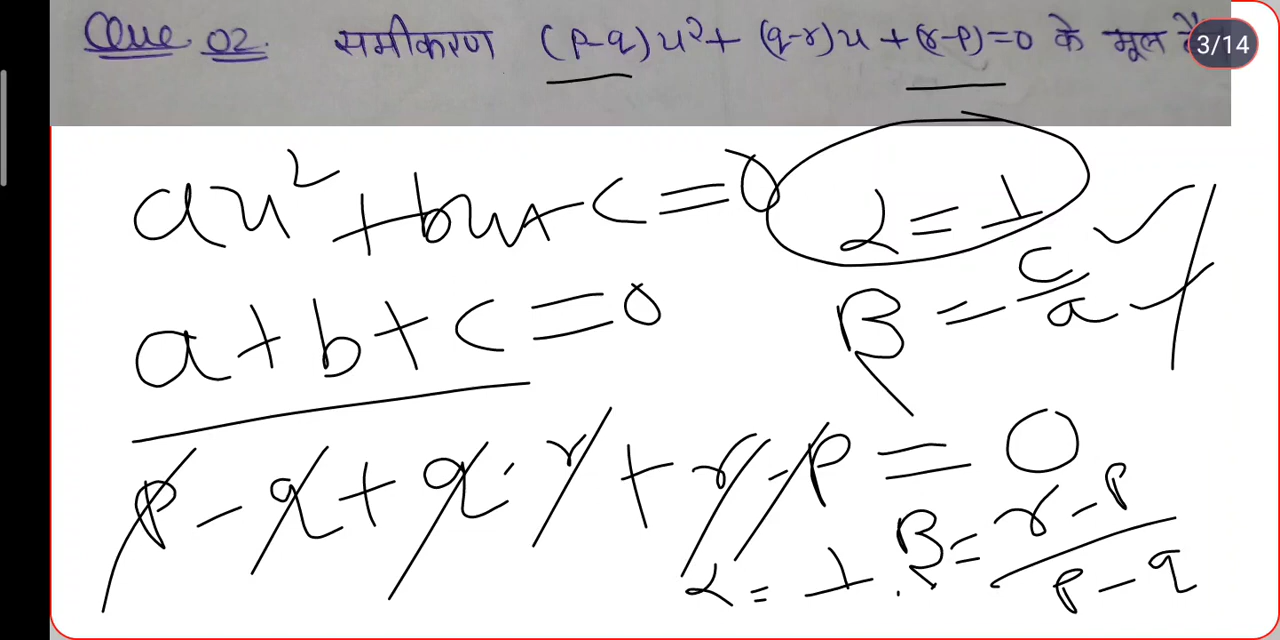 Que. 02. समीकरण (p-q)x²+(q-r)x+(r-p)=0 के मूल हैं
3/14
ax²+bx+c=0
α=1
β=c/a
a+b+c=0
p-q+q-r+r-p=0
α=1. β=r-p/p-q